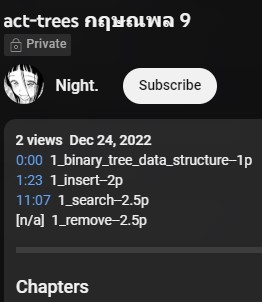 act-trees กฤษณพล 9
Private
Night.
Subscribe
2 views Dec 24, 2022
0:00 1_binary_tree_data_structure--1p
1:23 1_insert--2p
11:07 1_search--2.5p
[n/a] 1_remove--2.5p
Chapters